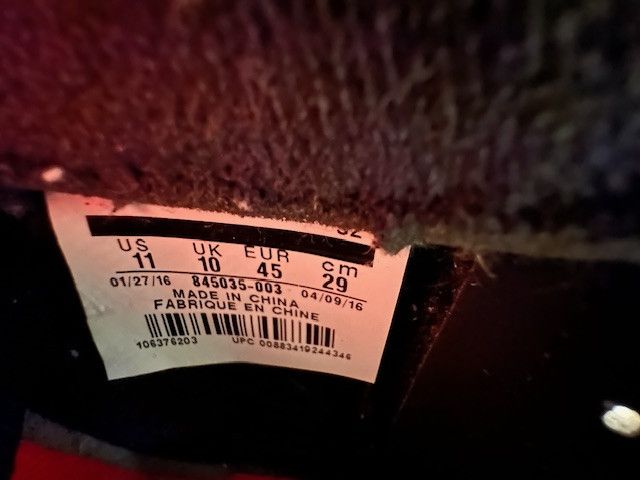 US UK EUR cm
11 10 45 29
01/27/16 845035-003 04/09/16
MADE IN CHINA
FABRIQUE EN CHINE
106376203 UPC 00883419244346